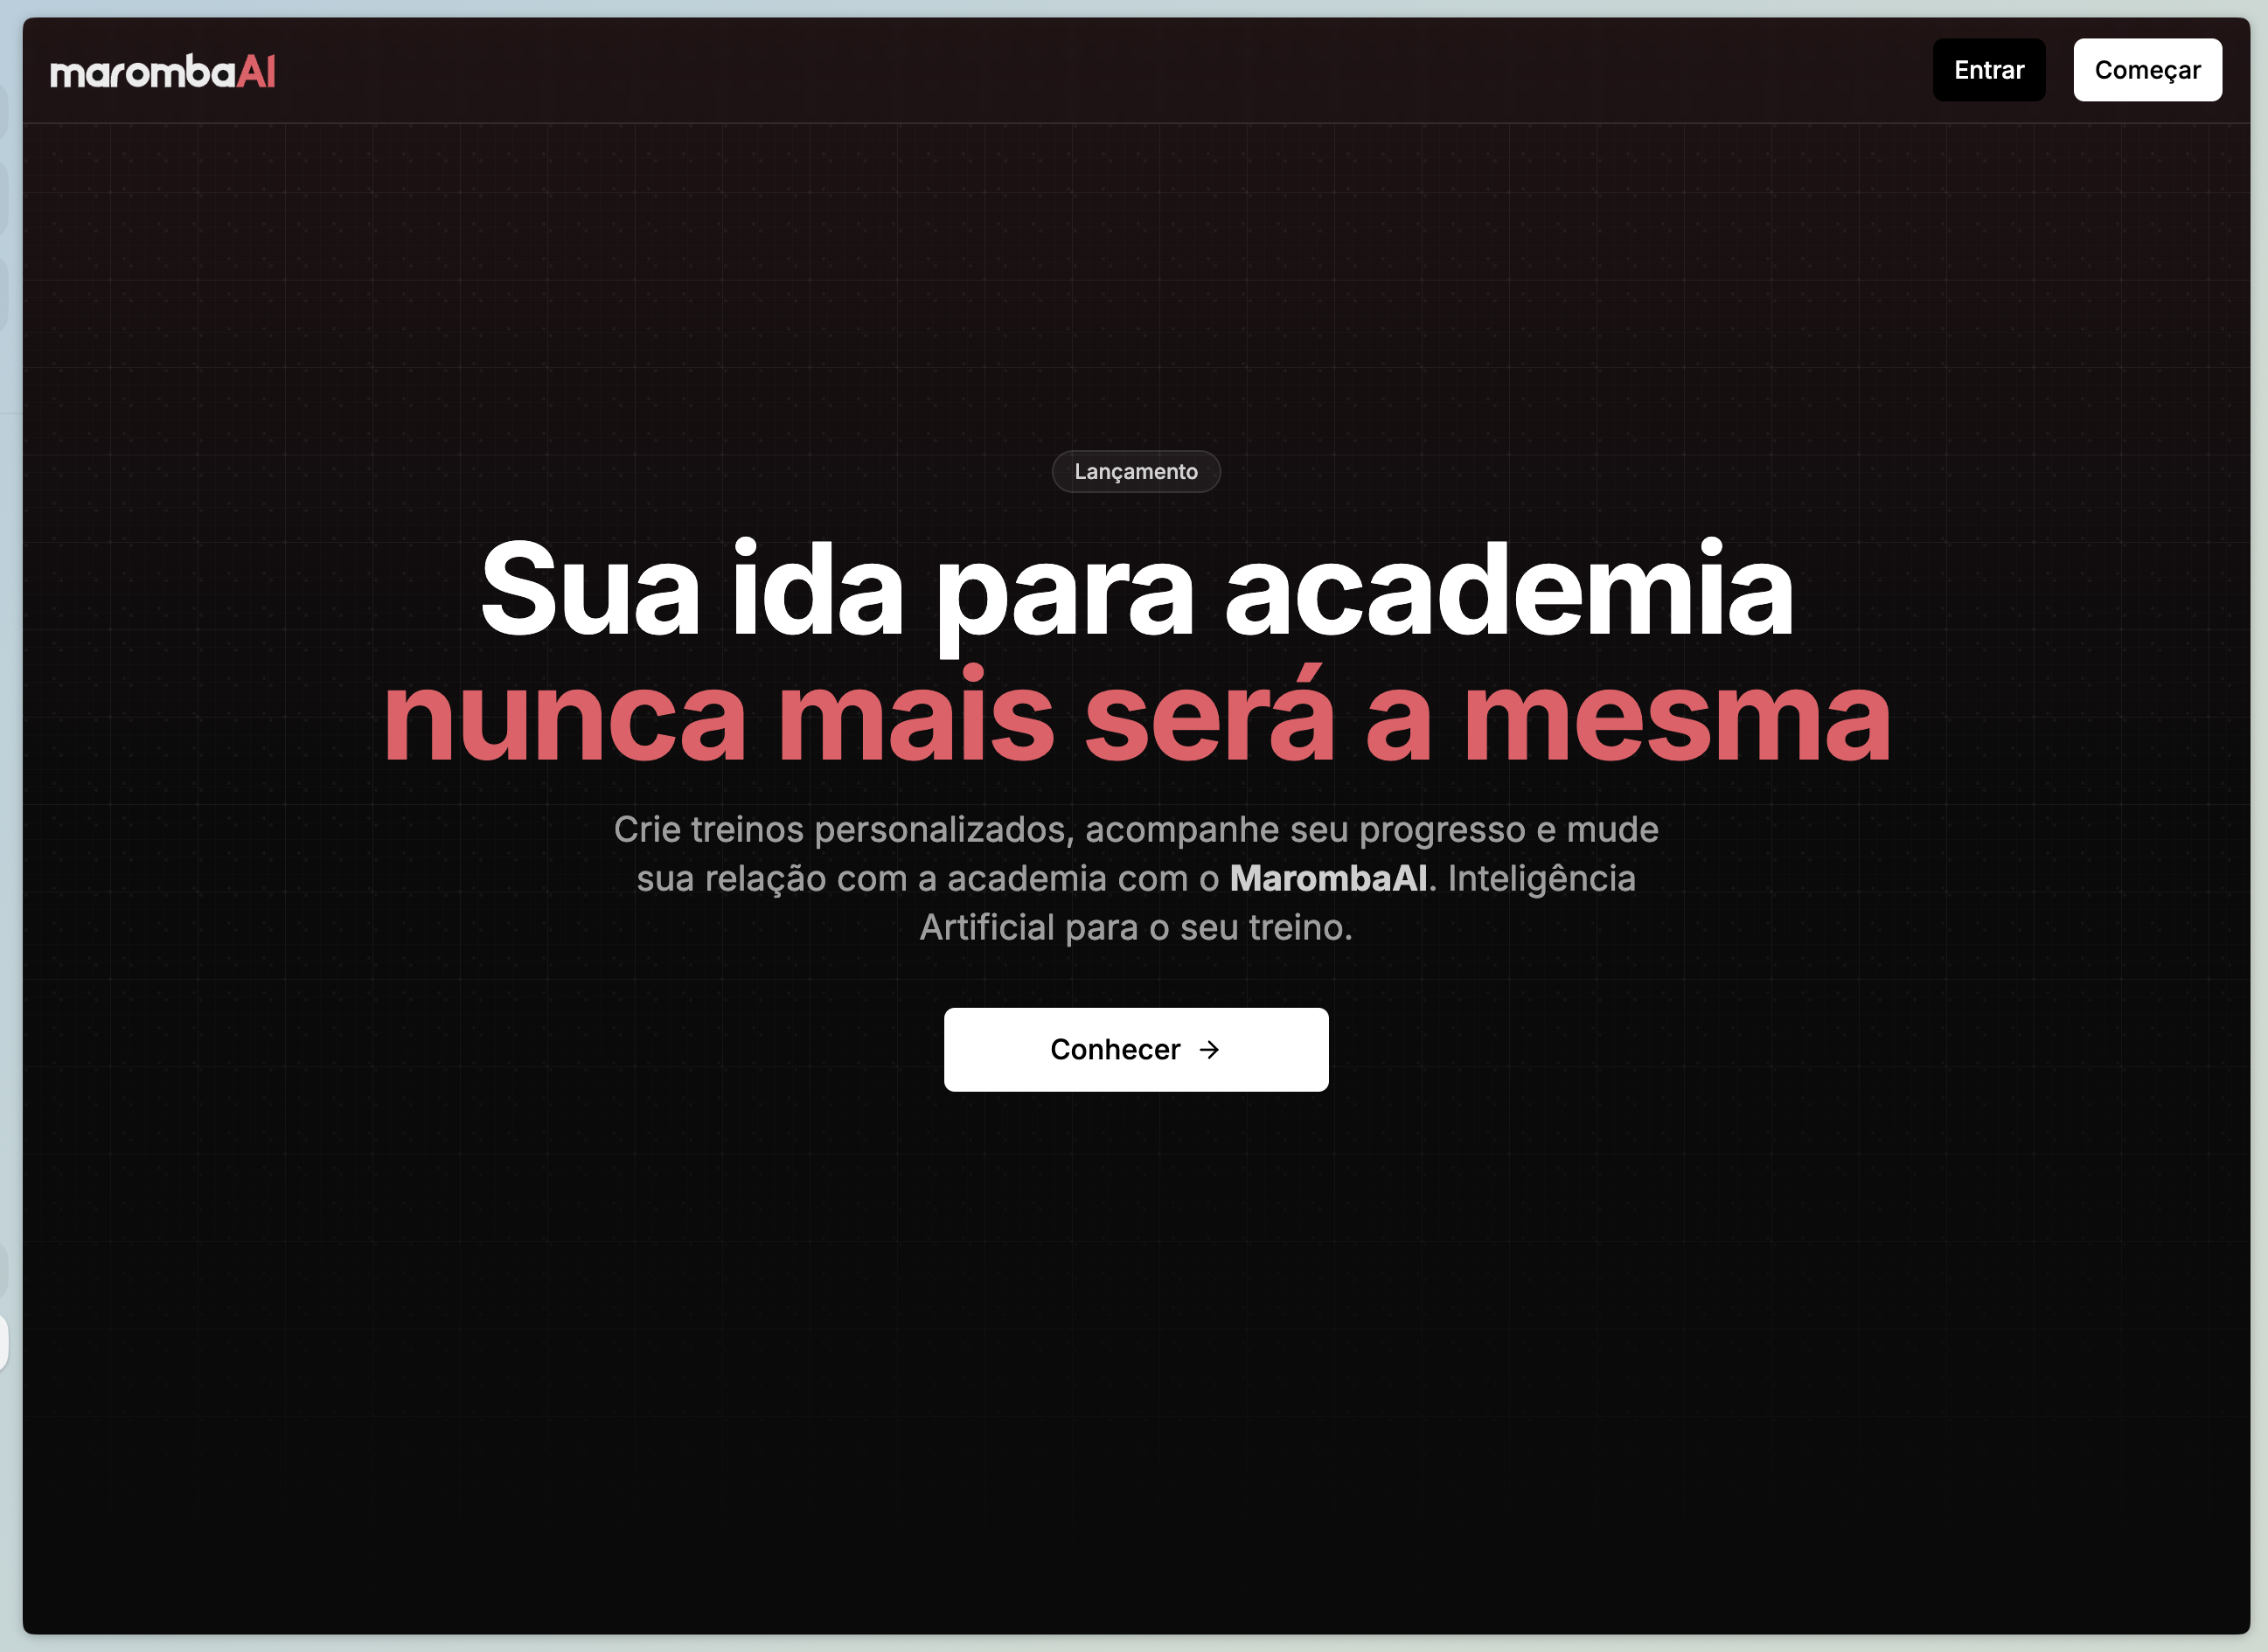 marombaAI
Entrar
Começar
Lançamento
Sua ida para academia
nunca mais será a mesma
Crie treinos personalizados, acompanhe seu progresso e mude
sua relação com a academia com o MarombaAI. Inteligência
Artificial para o seu treino.
Conhecer →